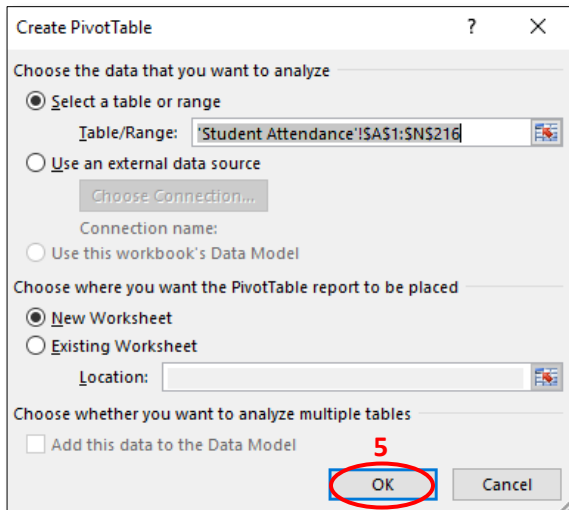 Create PivotTable ? ×
Choose the data that you want to analyze
Select a table or range
Table/Range: 'Student Attendance'!$A$1:$N$216
Use an external data source
Choose Connection...
Connection name:
Use this workbook's Data Model
Choose where you want the PivotTable report to be placed
New Worksheet
Existing Worksheet
Location:
Choose whether you want to analyze multiple tables
Add this data to the Data Model
5
OK Cancel